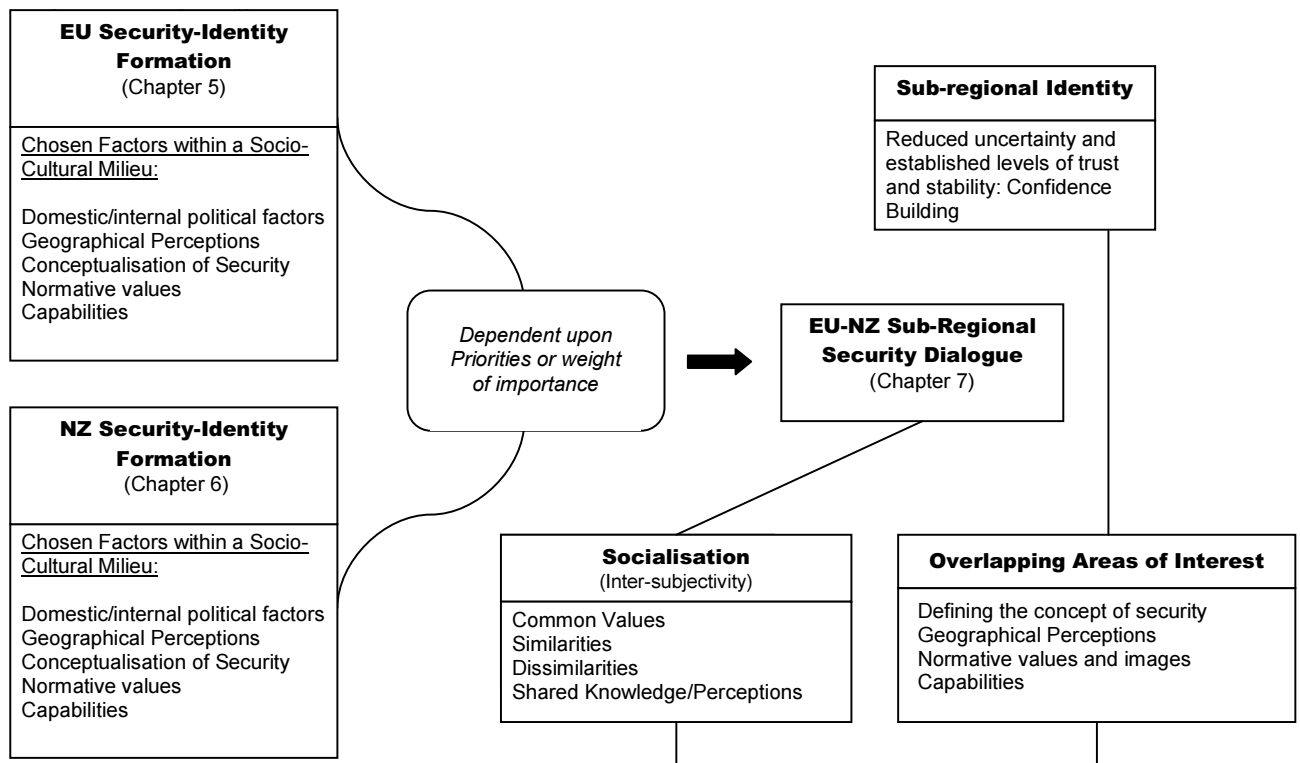 EU Security-Identity
Formation
(Chapter 5)
Chosen Factors within a Socio-
Cultural Milieu:
Domestic/internal political factors
Geographical Perceptions
Conceptualisation of Security
Normative values
Capabilities
NZ Security-Identity
Formation
(Chapter 6)
Chosen Factors within a Socio-
Cultural Milieu:
Domestic/internal political factors
Geographical Perceptions
Conceptualisation of Security
Normative values
Capabilities
Dependent upon
Priorities or weight
of importance
Sub-regional Identity
Reduced uncertainty and
established levels of trust
and stability: Confidence
Building
EU-NZ Sub-Regional
Security Dialogue
(Chapter 7)
Socialisation
(Inter-subjectivity)
Common Values
Similarities
Dissimilarities
Shared Knowledge/Perceptions
Overlapping Areas of Interest
Defining the concept of security
Geographical Perceptions
Normative values and images
Capabilities